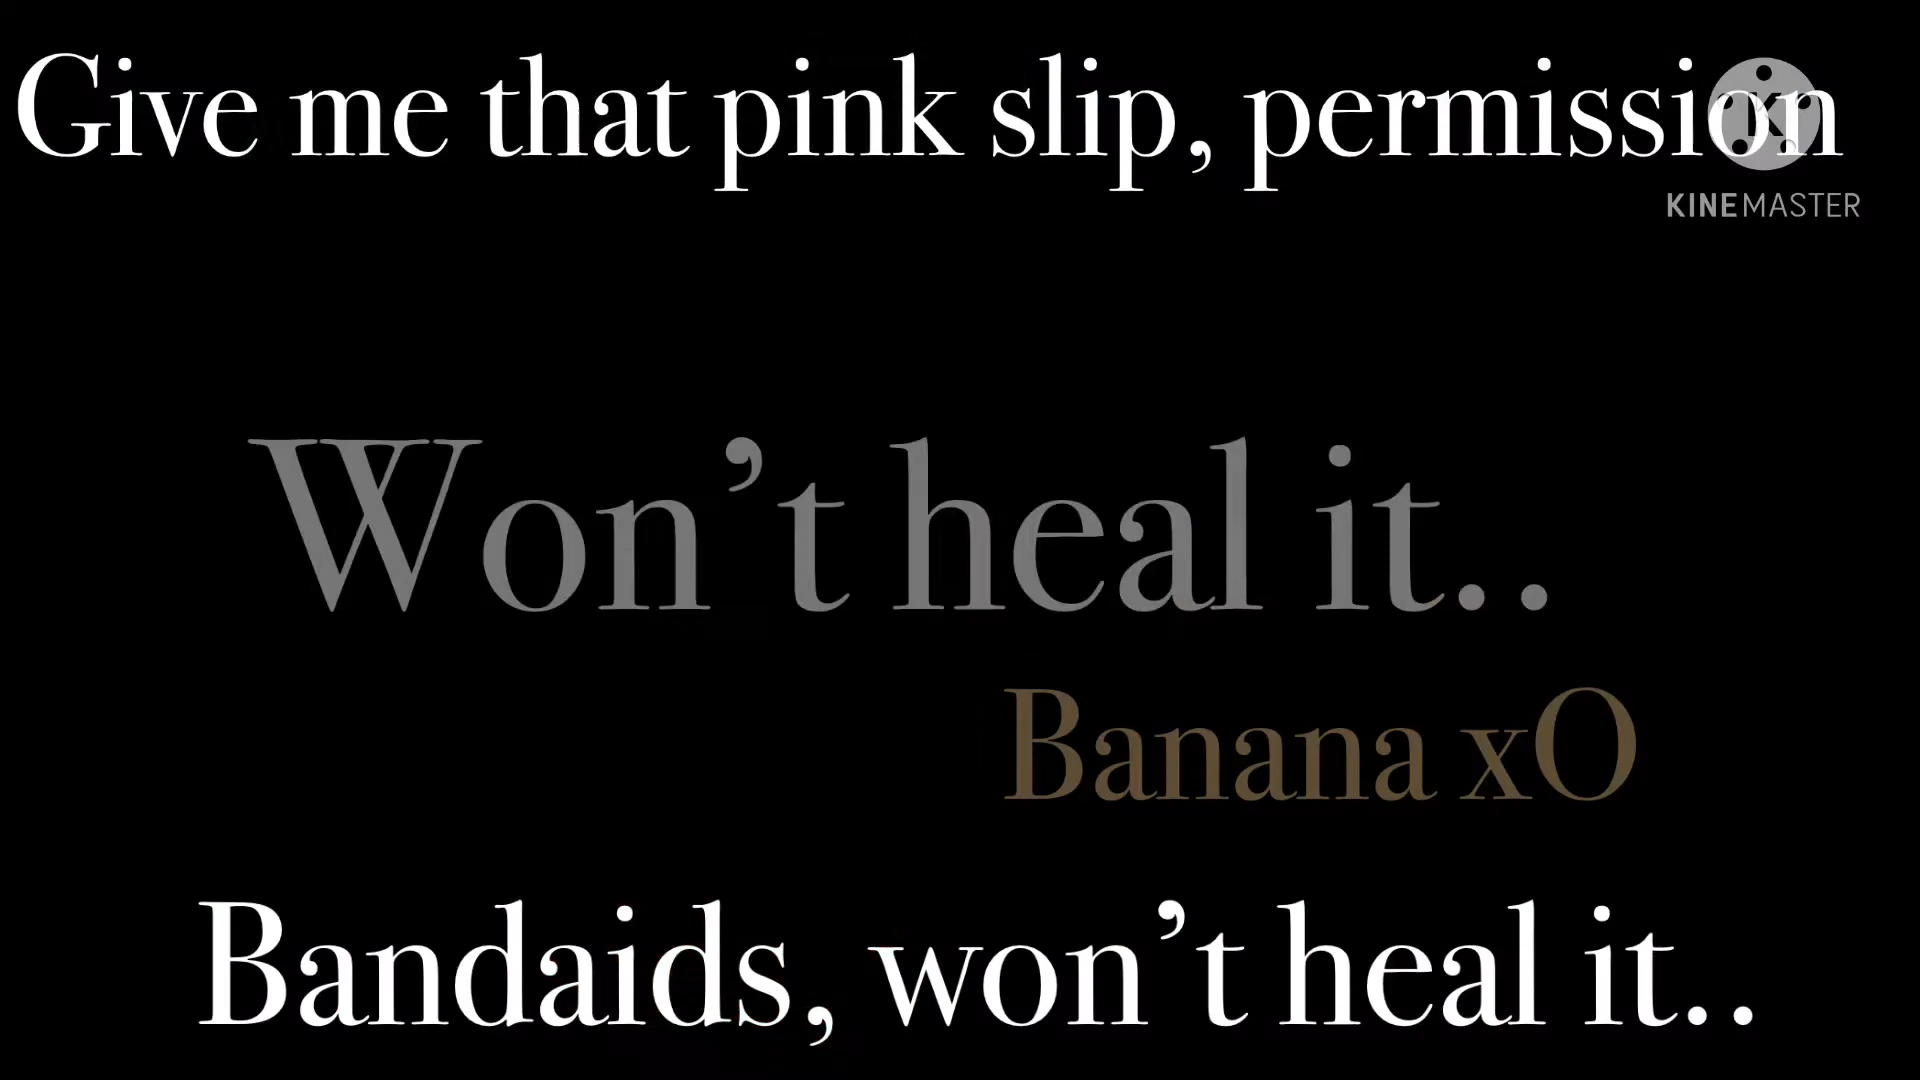 Give me that pink slip, permission
K
KINEMASTER
Won't heal it..
Banana xO
Bandaids, won't heal it..